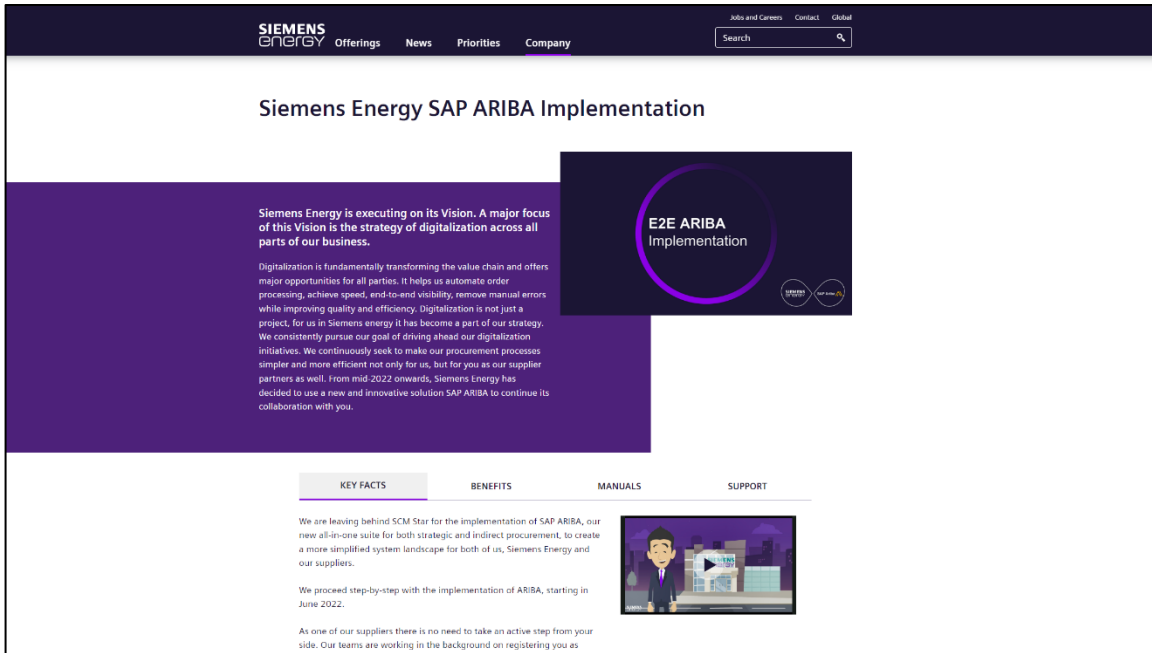 Jobs and Careers Contact Global
SIEMENS
energy
Offerings News Priorities Company
Search
Siemens Energy SAP ARIBA Implementation
E2E ARIBA
Implementation
SIEMENS
energy
SAP Ariba
Siemens Energy is executing on its Vision. A major focus
of this Vision is the strategy of digitalization across all
parts of our business.
Digitalization is fundamentally transforming the value chain and offers
major opportunities for all parties. It helps us automate order
processing, achieve speed, end-to-end visibility, remove manual errors
while improving quality and efficiency. Digitalization is not just a
project, for us in Siemens energy it has become a part of our strategy.
We consistently pursue our goal of driving ahead our digitalization
initiatives. We continuously seek to make our procurement processes
simpler and more efficient not only for us, but for you as our supplier
partners as well. From mid-2022 onwards, Siemens Energy has
decided to use a new and innovative solution SAP ARIBA to continue its
collaboration with you.
KEY FACTS BENEFITS MANUALS SUPPORT
We are leaving behind SCM Star for the implementation of SAP ARIBA, our
new all-in-one suite for both strategic and indirect procurement, to create
a more simplified system landscape for both of us, Siemens Energy and
our suppliers.
We proceed step-by-step with the implementation of ARIBA, starting in
June 2022.
As one of our suppliers there is no need to take an active step from your
side. Our teams are working in the background on registering you as
SIEMENS
energy